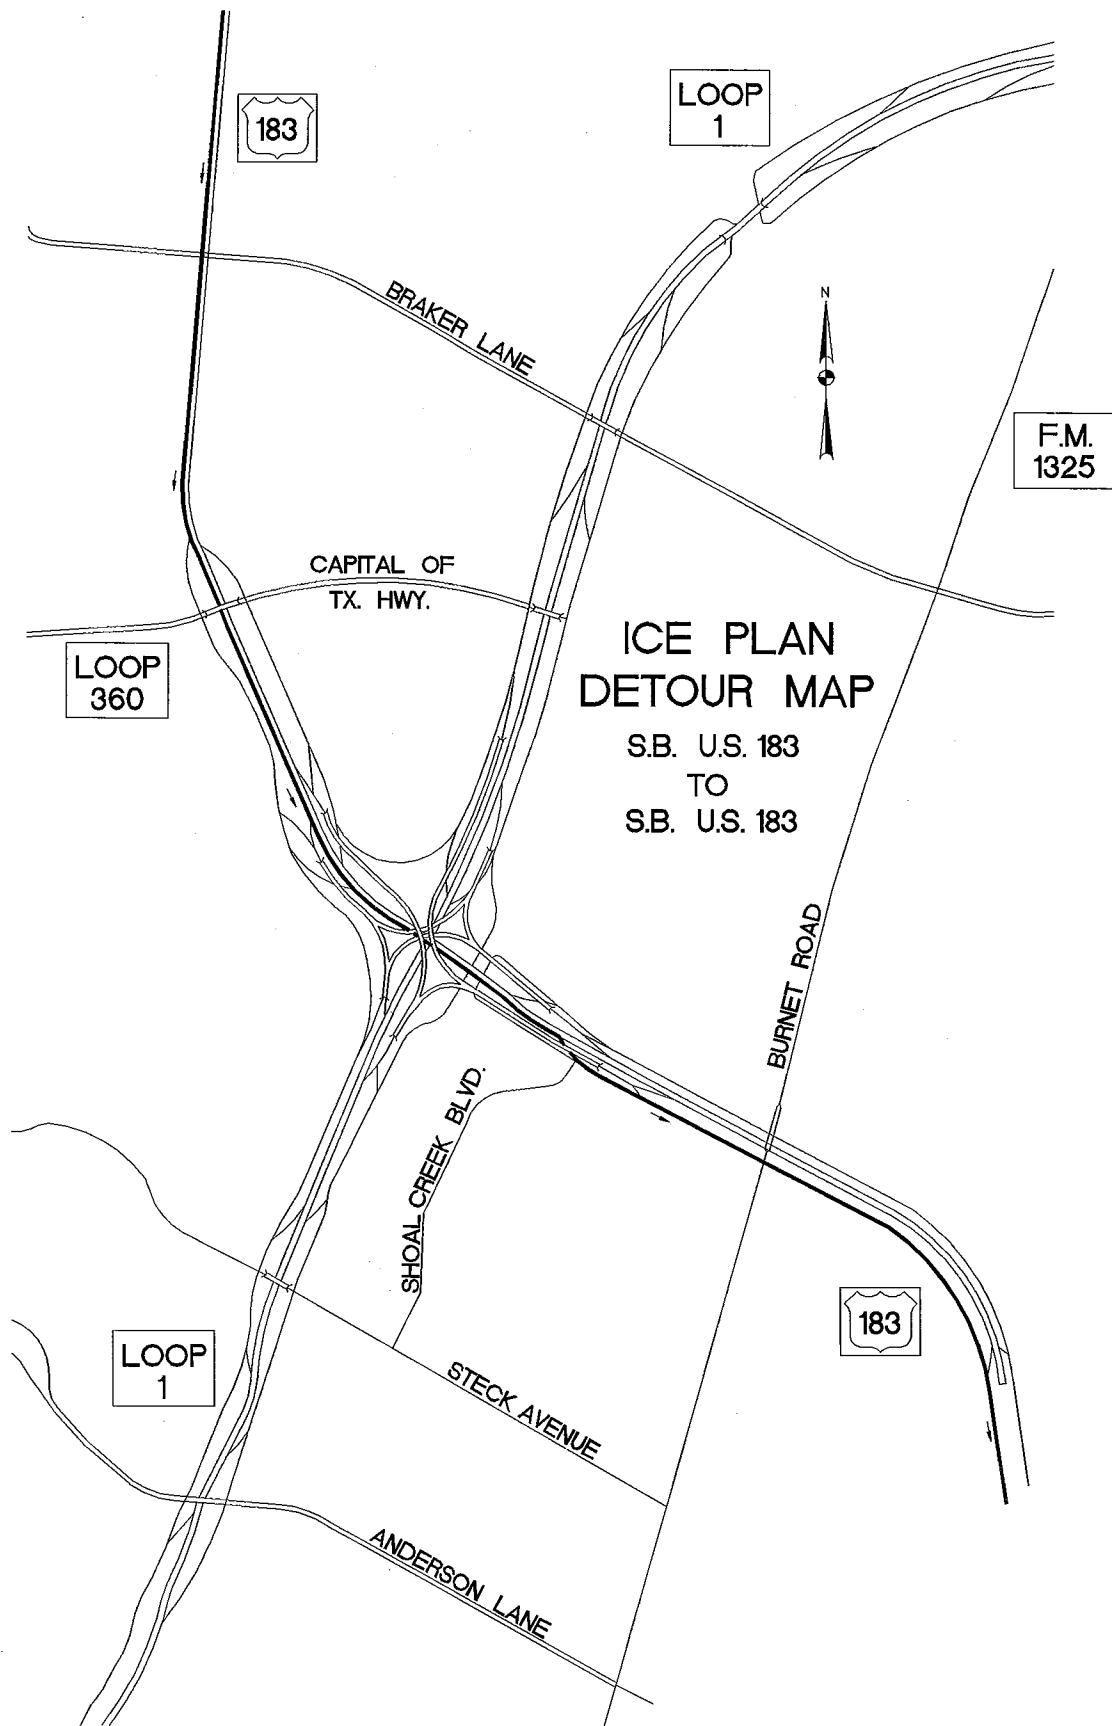 LOOP
1
183
N
BRAKER LANE
F.M.
1325
CAPITAL OF
TX. HWY.
LOOP
360
ICE PLAN
DETOUR MAP
S.B. U.S. 183
TO
S.B. U.S. 183
BURNET ROAD
SHOAL CREEK BLVD.
183
LOOP
1
STECK AVENUE
ANDERSON LANE